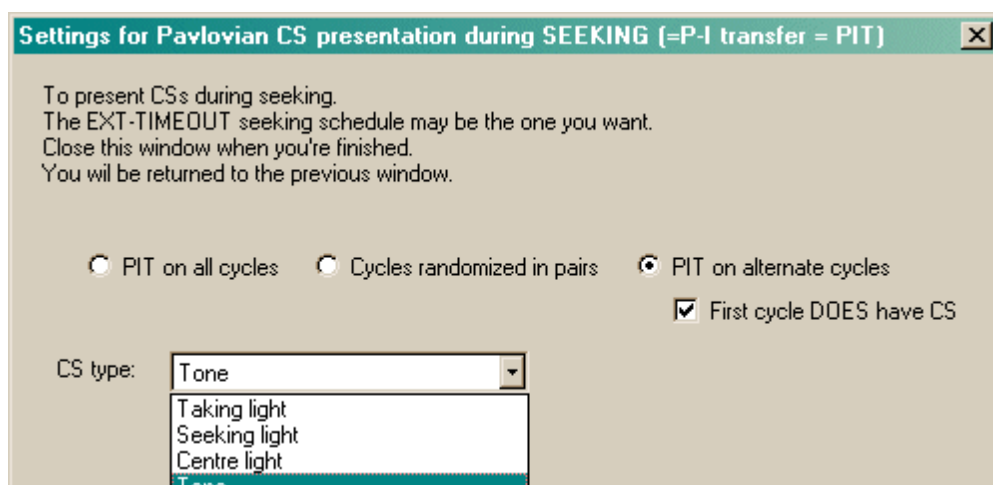 Settings for Pavlovian CS presentation during SEEKING (=P-I transfer = PIT)
To present CSs during seeking.
The EXT-TIMEOUT seeking schedule may be the one you want.
Close this window when you're finished.
You wil be returned to the previous window.
PIT on all cycles Cycles randomized in pairs PIT on alternate cycles
First cycle DOES have CS
CS type: Tone
Taking light
Seeking light
Centre light
Tone